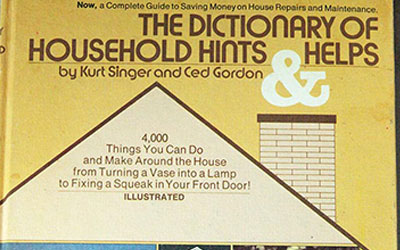 Now, a Complete Guide to Saving Money on House Repairs and Maintenance.
THE DICTIONARY OF
HOUSEHOLD HINTS & HELPS
by Kurt Singer and Ced Gordon
4,000
Things You Can Do
and Make Around the House
from Turning a Vase into a Lamp
to Fixing a Squeak in Your Front Door!
ILLUSTRATED